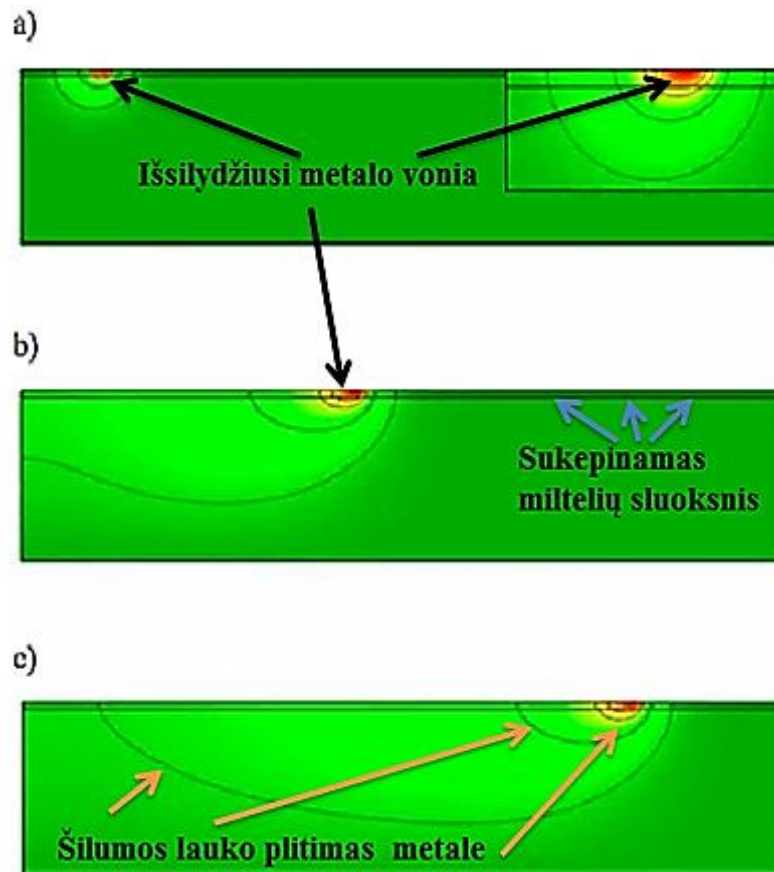 a)
Išsilydžiusi metalo vonia
b)
Sukepinamas
miltelių sluoksnis
c)
Šilumos lauko plitimas metale